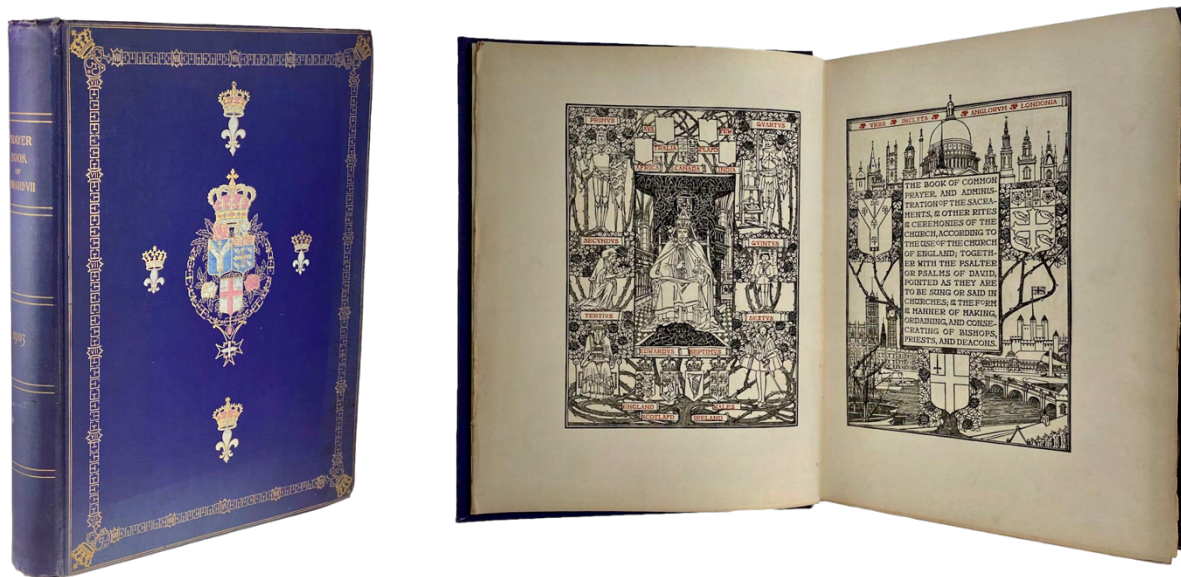 PRAYER
BOOK
OF
EDWARD VII
1903
PRIMVS
QVARTVS
AFRICA CANADA INDIA
SECVNDVS
QVINTVS
TERTIVS
SEXTVS
EDWARDVS SEPTIMVS
ENGLAND WALES
SCOTLAND IRELAND
VRBS INCLYTA ANGLORVM LONDONIA
THE BOOK OF COMMON
PRAYER, AND ADMINIS-
TRATION OF THE SACRA-
MENTS, & OTHER RITES
& CEREMONIES OF THE
CHURCH, ACCORDING TO
THE USE OF THE CHURCH
OF ENGLAND; TOGETH-
ER WITH THE PSALTER
OR PSALMS OF DAVID,
POINTED AS THEY ARE
TO BE SUNG OR SAID IN
CHURCHES; & THE FORM
& MANNER OF MAKING,
ORDAINING, AND CONSE-
CRATING OF BISHOPS,
PRIESTS, AND DEACONS.